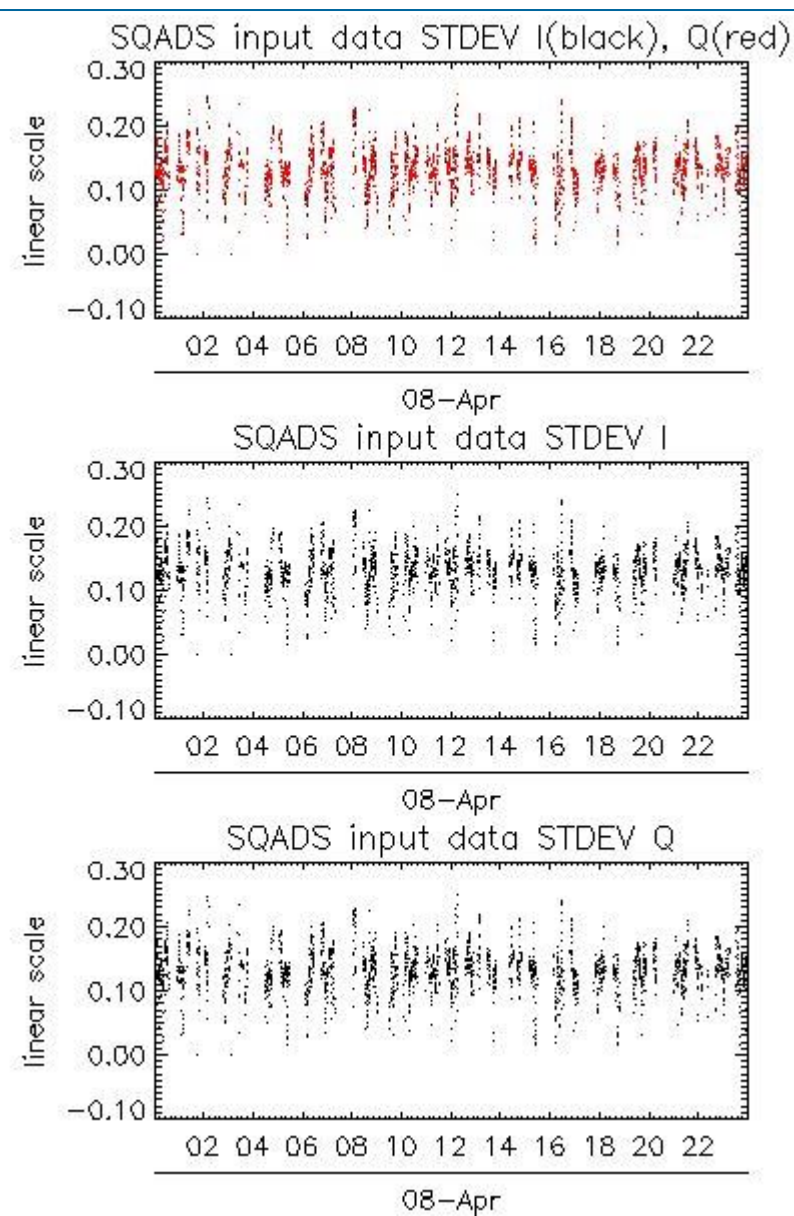 SQADS input data STDEV I(black), Q(red)
0.30
0.20
0.10
0.00
-0.10
linear scale
02 04 06 08 10 12 14 16 18 20 22
08-Apr
SQADS input data STDEV I
0.30
0.20
0.10
0.00
-0.10
linear scale
02 04 06 08 10 12 14 16 18 20 22
08-Apr
SQADS input data STDEV Q
0.30
0.20
0.10
0.00
-0.10
linear scale
02 04 06 08 10 12 14 16 18 20 22
08-Apr